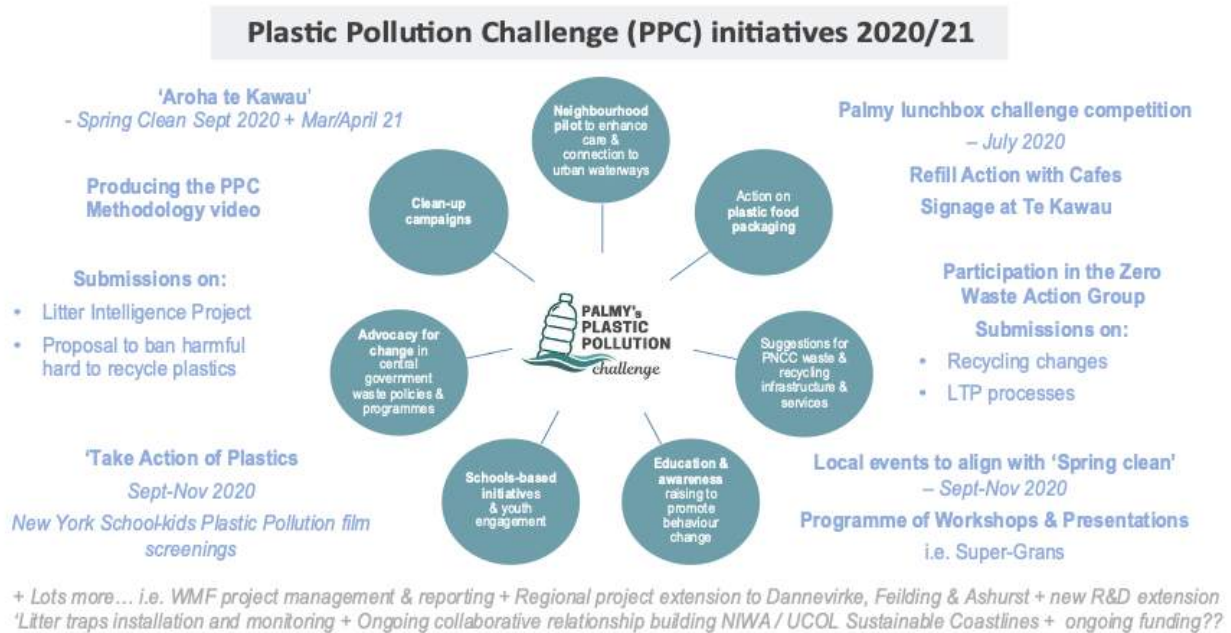 Plastic Pollution Challenge (PPC) initiatives 2020/21
'Aroha te Kawau'
- Spring Clean Sept 2020 + Mar/April 21
Producing the PPC
Methodology video
Submissions on:
• Litter Intelligence Project
• Proposal to ban harmful
hard to recycle plastics
'Take Action of Plastics
Sept-Nov 2020
New York School-kids Plastic Pollution film
screenings
Neighbourhood
pilot to enhance
care &
connection to
urban waterways
Clean-up
campaigns
Action on
plastic food
packaging
Advocacy for
change in
central
government
waste policies &
programmes
PALMY's
PLASTIC
POLLUTION
challenge
Suggestions for
PNCC waste &
recycling
infrastructure &
services
Schools-based
initiatives
& youth
engagement
Education &
awareness
raising to
promote
behaviour
change
Palmy lunchbox challenge competition
– July 2020
Refill Action with Cafes
Signage at Te Kawau
Participation in the Zero
Waste Action Group
Submissions on:
• Recycling changes
• LTP processes
Local events to align with 'Spring clean'
– Sept-Nov 2020
Programme of Workshops & Presentations
i.e. Super-Grans
+ Lots more… i.e. WMF project management & reporting + Regional project extension to Dannevirke, Feilding & Ashurst + new R&D extension
'Litter traps installation and monitoring + Ongoing collaborative relationship building NIWA / UCOL Sustainable Coastlines + ongoing funding??